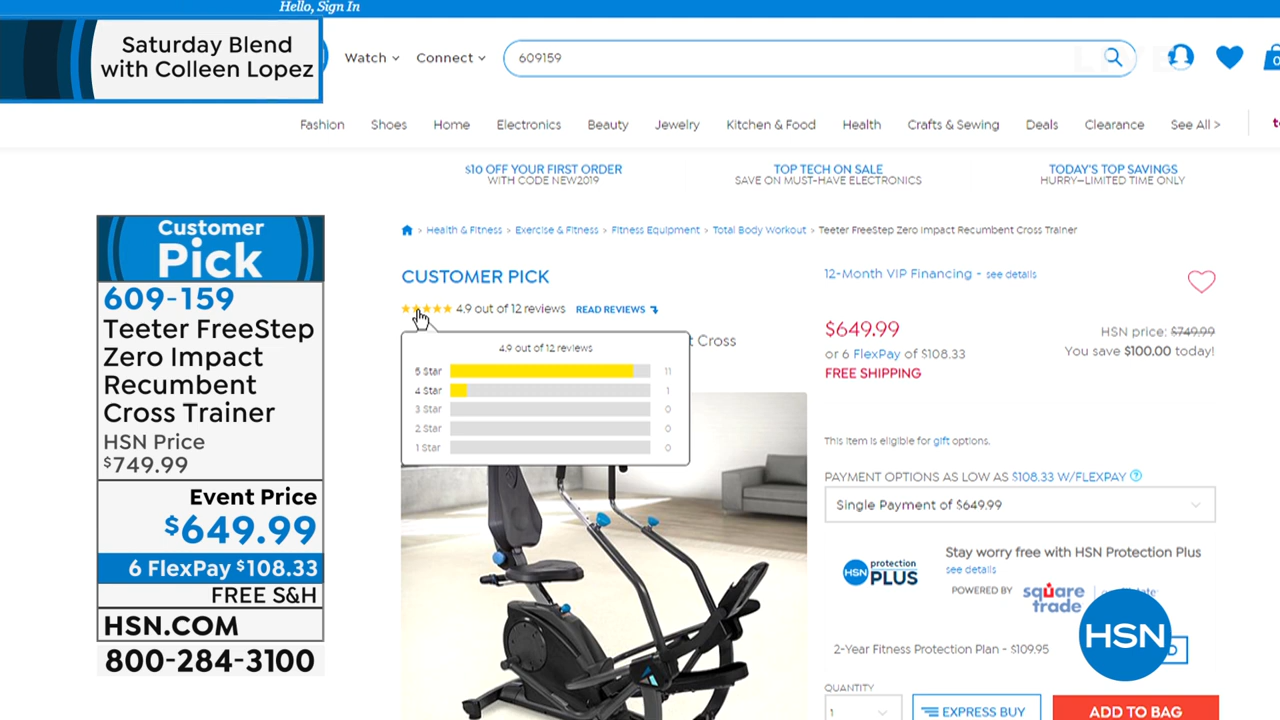 Hello, Sign In
Saturday Blend
with Colleen Lopez
Watch
Connect
609159
0
Fashion
Shoes
Home
Electronics
Beauty
Jewelry
Kitchen & Food
Health
Crafts & Sewing
Deals
Clearance
See All >
$10 OFF YOUR FIRST ORDER
WITH CODE NEW2019
TOP TECH ON SALE
SAVE ON MUST-HAVE ELECTRONICS
TODAY'S TOP SAVINGS
HURRY—LIMITED TIME ONLY
Customer
Pick
609-159
Teeter FreeStep
Zero Impact
Recumbent
Cross Trainer
HSN Price
$749.99
Event Price
$649.99
6 FlexPay $108.33
FREE S&H
HSN.COM
800-284-3100
> Health & Fitness > Exercise & Fitness > Fitness Equipment > Total Body Workout > Teeter FreeStep Zero Impact Recumbent Cross Trainer
CUSTOMER PICK
4.9 out of 12 reviews READ REVIEWS
t Cross
4.9 out of 12 reviews
5 Star 11
4 Star 1
3 Star 0
2 Star 0
1 Star 0
12-Month VIP Financing - see details
$649.99
HSN price: $749.99
or 6 FlexPay of $108.33
You save $100.00 today!
FREE SHIPPING
This item is eligible for gift options.
PAYMENT OPTIONS AS LOW AS $108.33 W/FLEXPAY ?
Single Payment of $649.99
HSN protection PLUS
Stay worry free with HSN Protection Plus
see details
POWERED BY square trade
2-Year Fitness Protection Plan - $109.95
HSN
QUANTITY
1
EXPRESS BUY
ADD TO BAG